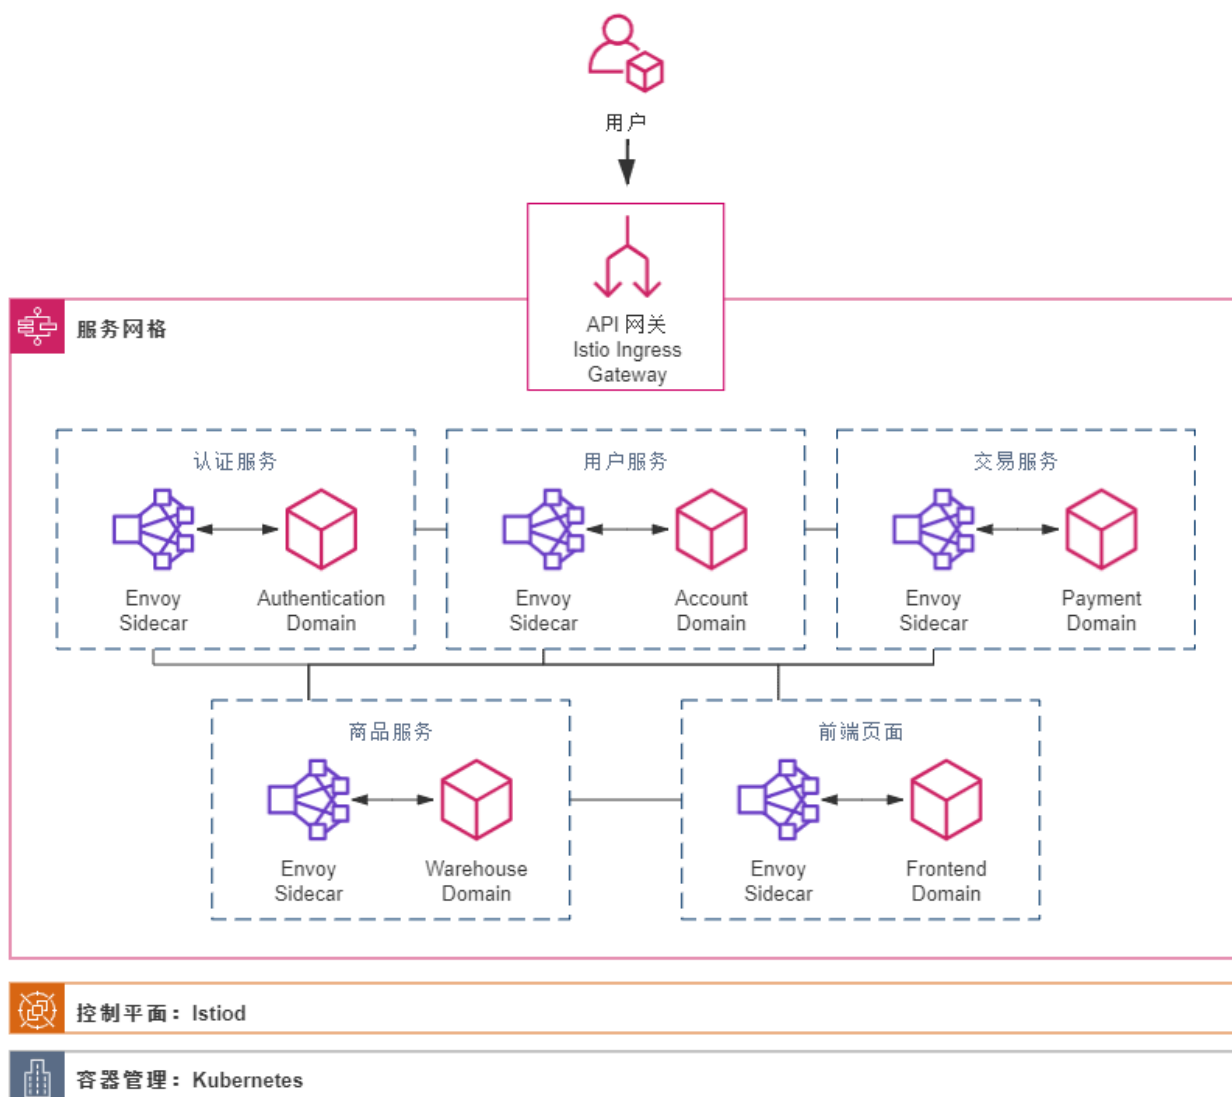 用户
API 网关
Istio Ingress
Gateway
服务网格
认证服务
用户服务
交易服务
Envoy
Sidecar
Authentication
Domain
Envoy
Sidecar
Account
Domain
Envoy
Sidecar
Payment
Domain
商品服务
前端页面
Envoy
Sidecar
Warehouse
Domain
Envoy
Sidecar
Frontend
Domain
控制平面：Istiod
容器管理：Kubernetes